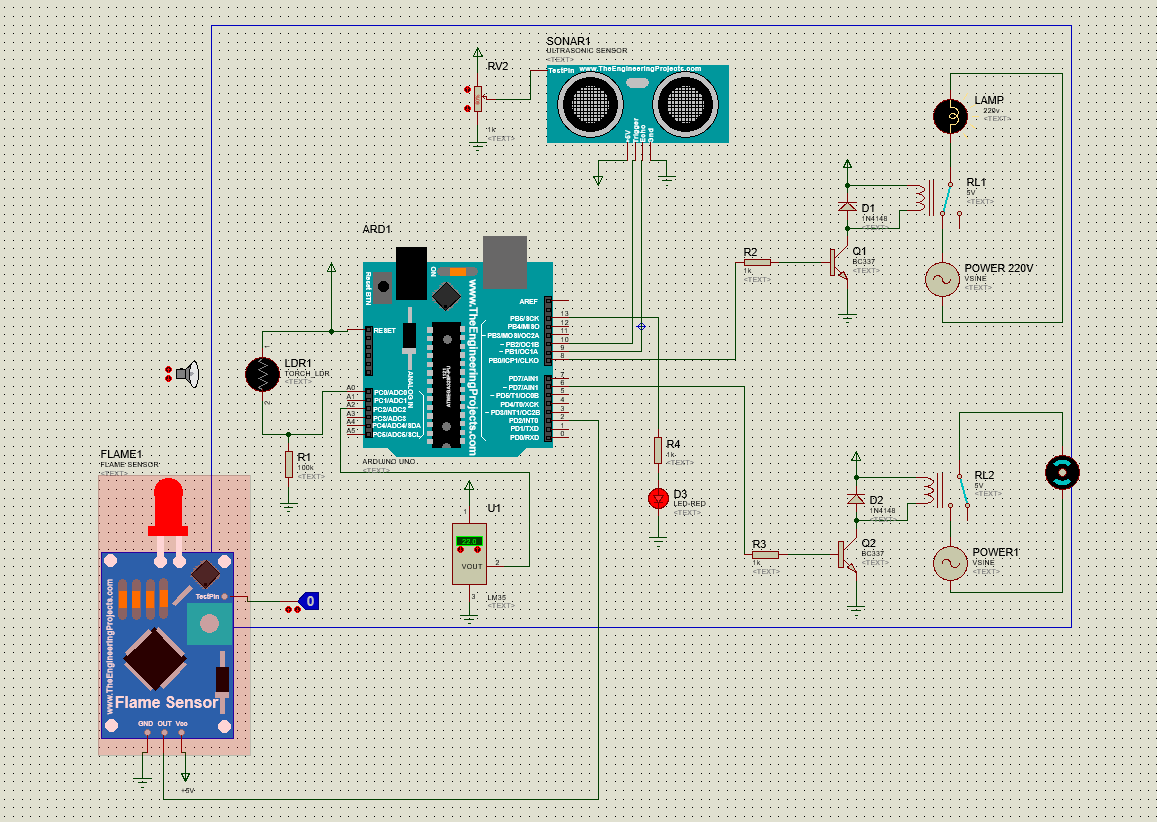 SONAR1
ULTRASONIC SENSOR
<TEXT>
TestPin
www.TheEngineeringProjects.com
+5V
Trigger
Echo
Gnd
RV2
1k
<TEXT>
LAMP
220v
<TEXT>
RL1
5V
<TEXT>
D1
1N4148
<TEXT>
R2
1k
<TEXT>
Q1
BC337
<TEXT>
POWER 220V
VSINE
<TEXT>
ARD1
Reset BTN
ON
www.TheEngineeringProjects.com
ANALOG IN
RESET
AREF
PB5/SCK
13
PB4/MISO
12
~ PB3/MOSI/OC2A
11
~ PB2/OC1B
10
~ PB1/OC1A
9
PB0/ICP1/CLKO
8
PD7/AIN1
7
~ PD7/AIN1
6
~ PD5/T1/OC0B
5
PD4/T0/XCK
4
~ PD3/INT1/OC2B
3
PD2/INT0
2
PD1/TXD
1
PD0/RXD
0
A0
PC0/ADC0
A1
PC1/ADC1
A2
PC2/ADC2
A3
PC3/ADC3
A4
PC4/ADC4/SDA
A5
PC5/ADC5/SCL
ARDUINO UNO
<TEXT>
LDR1
TORCH_LDR
<TEXT>
1
2
R1
100k
<TEXT>
FLAME1
FLAME SENSOR
<TEXT>
www.TheEngineeringProjects.com
TestPin
0
Flame Sensor
GND OUT Vcc
+5V
U1
1
22.0
VOUT
2
3
LM35
<TEXT>
R4
1k
<TEXT>
D3
LED-RED
<TEXT>
RL2
5V
<TEXT>
D2
1N4148
<TEXT>
R3
1k
<TEXT>
Q2
BC337
<TEXT>
POWER1
VSINE
<TEXT>